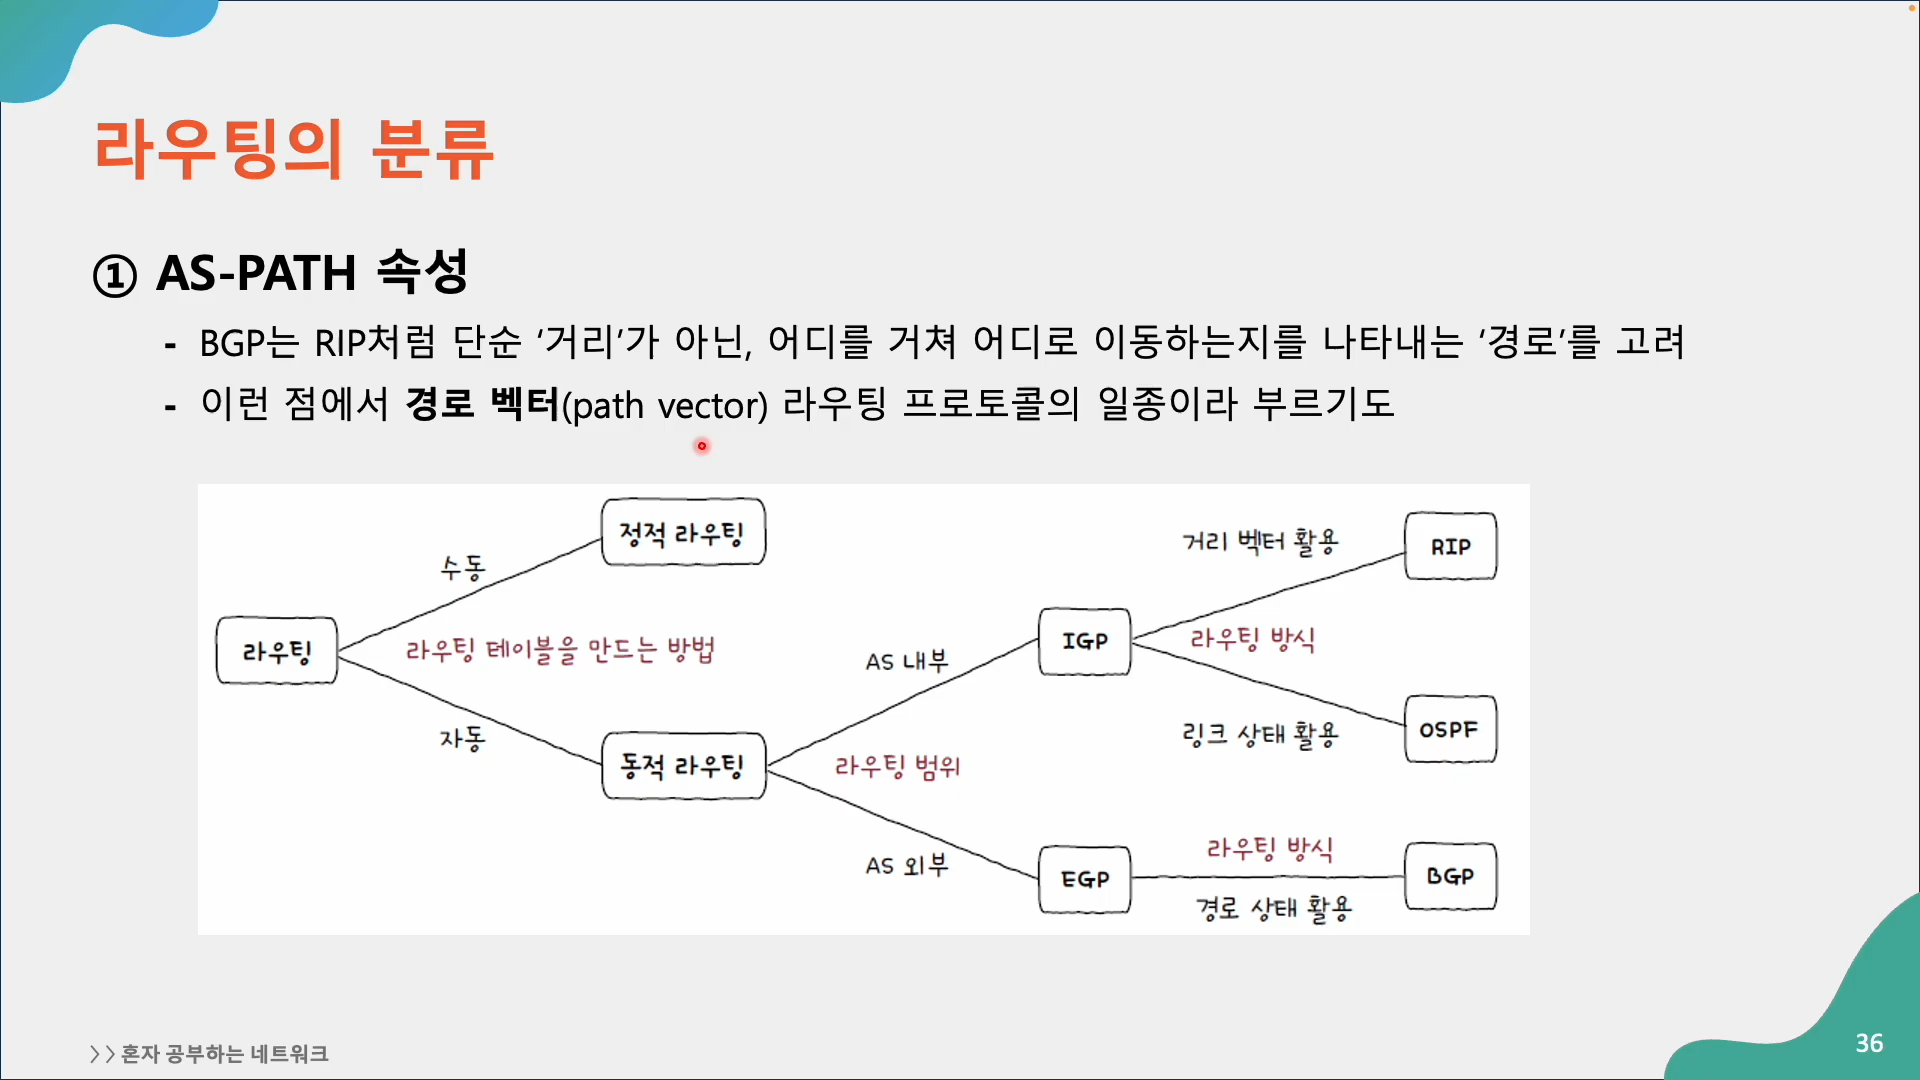 라우팅의 분류
① AS-PATH 속성
- BGP는 RIP처럼 단순 ‘거리’가 아닌, 어디를 거쳐 어디로 이동하는지를 나타내는 ‘경로’를 고려
- 이런 점에서 경로 벡터(path vector) 라우팅 프로토콜의 일종이라 부르기도
정적 라우팅
거리 벡터 활용
RIP
수동
라우팅
라우팅 테이블을 만드는 방법
AS 내부
IGP
라우팅 방식
자동
링크 상태 활용
OSPF
동적 라우팅
라우팅 범위
AS 외부
EGP
라우팅 방식
BGP
경로 상태 활용
>>혼자 공부하는 네트워크
36